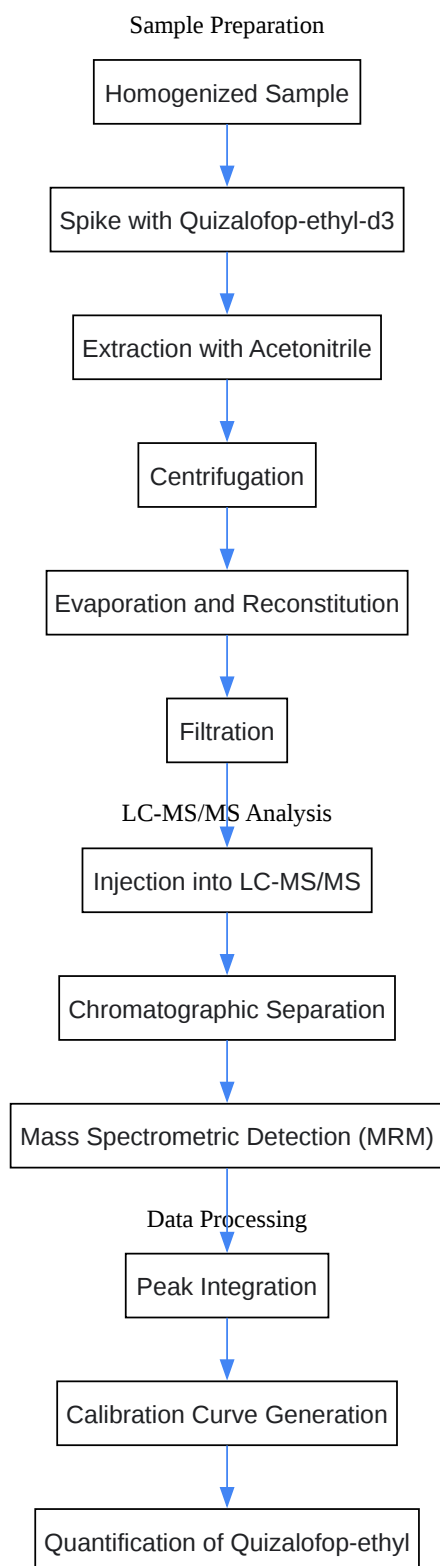 Sample Preparation
Homogenized Sample
Spike with Quizalofop-ethyl-d3
Extraction with Acetonitrile
Centrifugation
Evaporation and Reconstitution
Filtration
LC-MS/MS Analysis
Injection into LC-MS/MS
Chromatographic Separation
Mass Spectrometric Detection (MRM)
Data Processing
Peak Integration
Calibration Curve Generation
Quantification of Quizalofop-ethyl